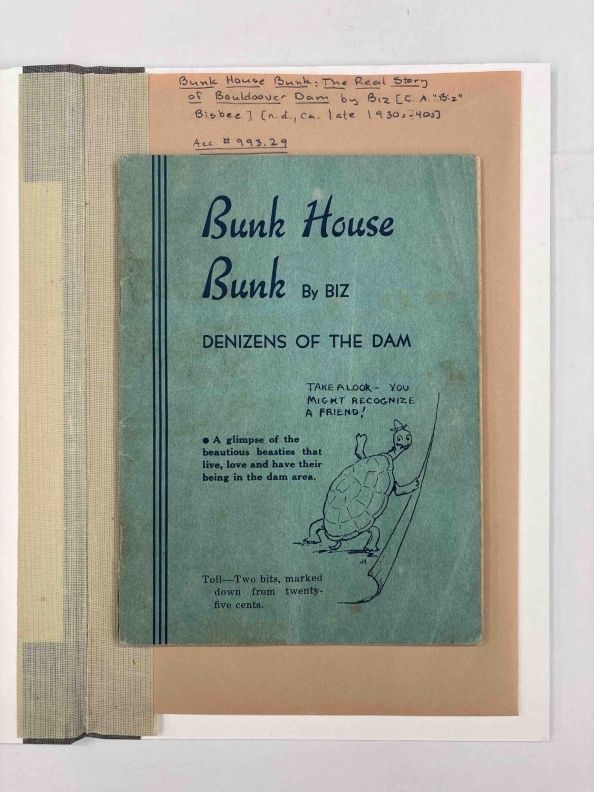 Bunk House Bunk: The Real Story
of Bouldoover Dam by Biz [C. A. "Biz"
Bisbee] [n.d., ca. late 1930s-40s]
Acc. # 993.29
Bunk House
Bunk By BIZ
DENIZENS OF THE DAM
TAKE A LOOK - YOU
MIGHT RECOGNIZE
A FRIEND!
● A glimpse of the
beautious beasties that
live, love and have their
being in the dam area.
Toll—Two bits, marked
down from twenty-
five cents.